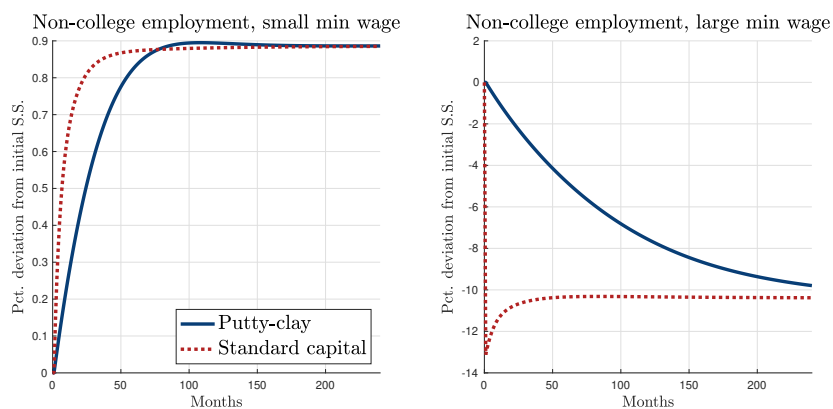 Non-college employment, small min wage
Pct. deviation from initial S.S.
0.9
0.8
0.7
0.6
0.5
0.4
0.3
0.2
0.1
0
0 50 100 150 200
Months
Putty-clay
Standard capital
Non-college employment, large min wage
Pct. deviation from initial S.S.
2
0
-2
-4
-6
-8
-10
-12
-14
0 50 100 150 200
Months